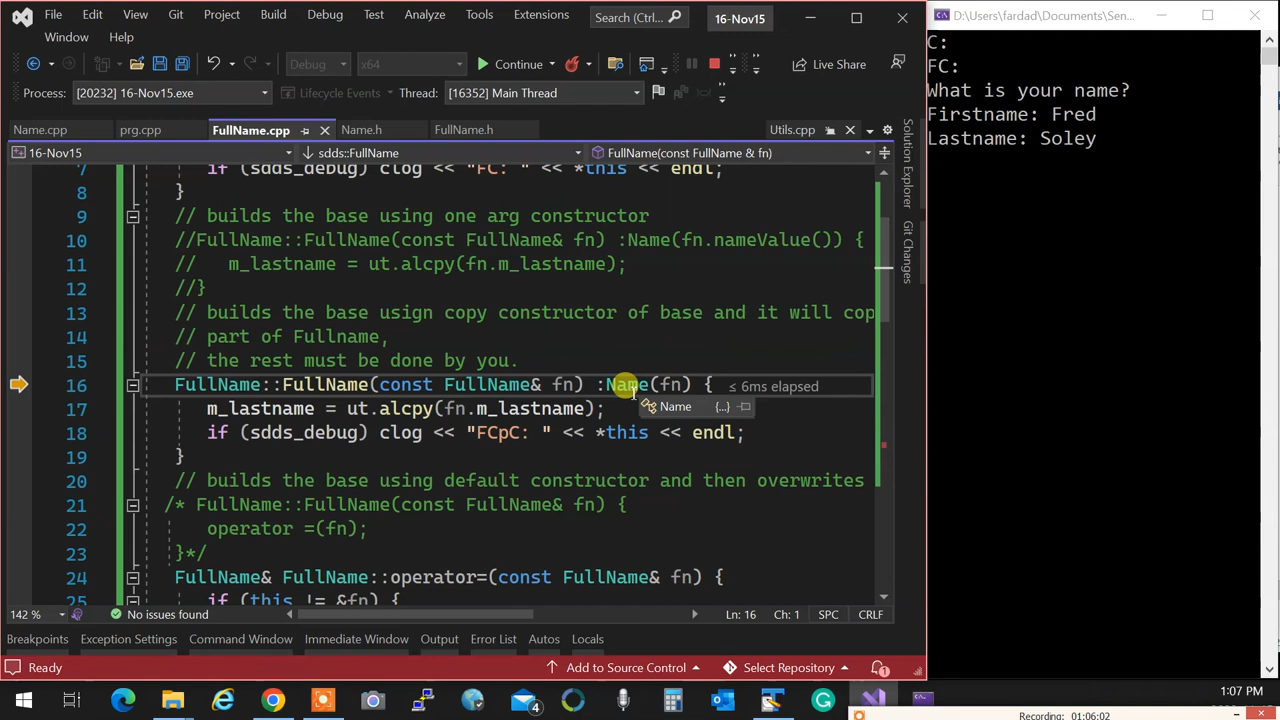 File Edit View Git Project Build Debug Test Analyze Tools Extensions Search (Ctrl... 16-Nov15
Window Help
Debug x64 Continue Live Share
Process: [20232] 16-Nov15.exe Lifecycle Events Thread: [16352] Main Thread
Name.cpp prg.cpp FullName.cpp Name.h FullName.h Utils.cpp
16-Nov15 sdds::FullName FullName(const FullName & fn)
7 if (sdds_debug) clog << "FC: " << *this << endl;
8 }
9 // builds the base using one arg constructor
10 //FullName::FullName(const FullName& fn) :Name(fn.nameValue()) {
11 // m_lastname = ut.alcpy(fn.m_lastname);
12 //}
13 // builds the base usign copy constructor of base and it will cop
14 // part of Fullname,
15 // the rest must be done by you.
16 FullName::FullName(const FullName& fn) :Name(fn) { ≤ 6ms elapsed
Name {...}
17 m_lastname = ut.alcpy(fn.m_lastname);
18 if (sdds_debug) clog << "FCpC: " << *this << endl;
19 }
20 // builds the base using default constructor and then overwrites
21 /* FullName::FullName(const FullName& fn) {
22 operator =(fn);
23 }*/
24 FullName& FullName::operator=(const FullName& fn) {
25 if (this != &fn) {
142 % No issues found Ln: 16 Ch: 1 SPC CRLF
Breakpoints Exception Settings Command Window Immediate Window Output Error List Autos Locals
Ready Add to Source Control Select Repository 1
Solution Explorer
Git Changes
D:\Users\fardad\Documents\Sen...
C:
FC:
What is your name?
Firstname: Fred
Lastname: Soley
4
1:07 PM
Recording: 01:06:02